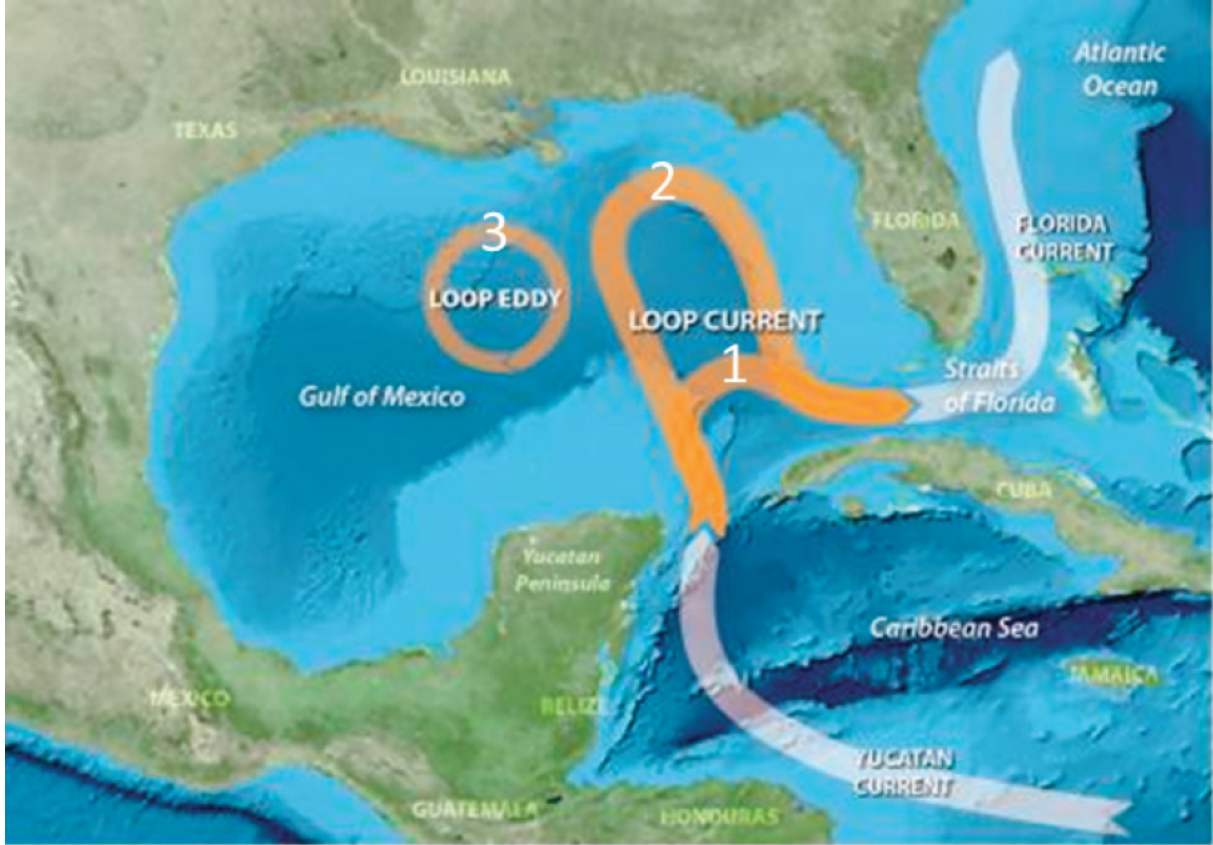 Atlantic
Ocean
LOUISIANA
TEXAS
2
3
FLORIDA
FLORIDA
CURRENT
LOOP EDDY
LOOP CURRENT
1
Straits
of Florida
Gulf of Mexico
CUBA
Yucatan
Peninsula
Caribbean Sea
JAMAICA
MEXICO
BELIZE
YUCATAN
CURRENT
GUATEMALA
HONDURAS